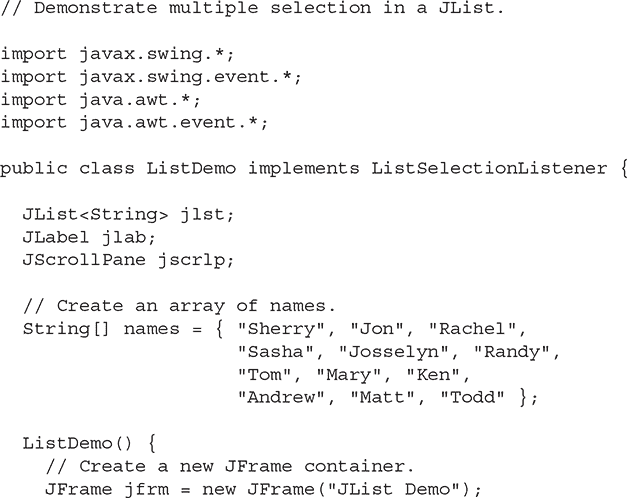 // Demonstrate multiple selection in a JList.
import javax.swing.*;
import javax.swing.event.*;
import java.awt.*;
import java.awt.event.*;
public class ListDemo implements ListSelectionListener {
JList<String> jlst;
JLabel jlab;
JScrollPane jscrlp;
// Create an array of names.
String[] names = { "Sherry", "Jon", "Rachel",
"Sasha", "Josselyn", "Randy",
"Tom", "Mary", "Ken",
"Andrew", "Matt", "Todd" };
ListDemo() {
// Create a new JFrame container.
JFrame jfrm = new JFrame("JList Demo");